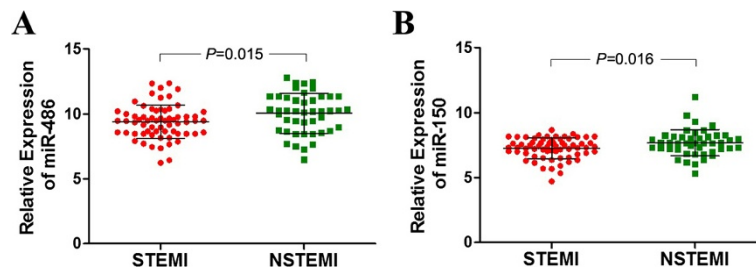 A
Relative Expression
of miR-486
15
10
5
0
P=0.015
STEMI
NSTEMI
B
Relative Expression
of miR-150
15
10
5
0
P=0.016
STEMI
NSTEMI